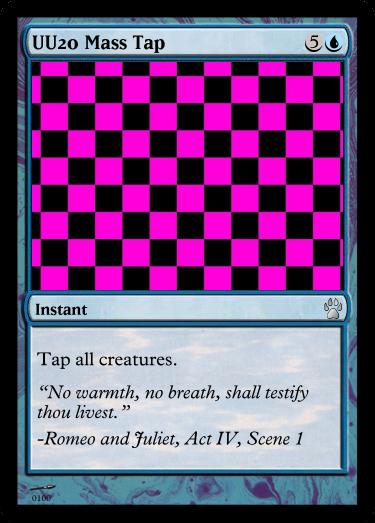 UU20 Mass Tap 5
Instant
Tap all creatures.
“No warmth, no breath, shall testify
thou livest.”
-Romeo and Juliet, Act IV, Scene 1
0100